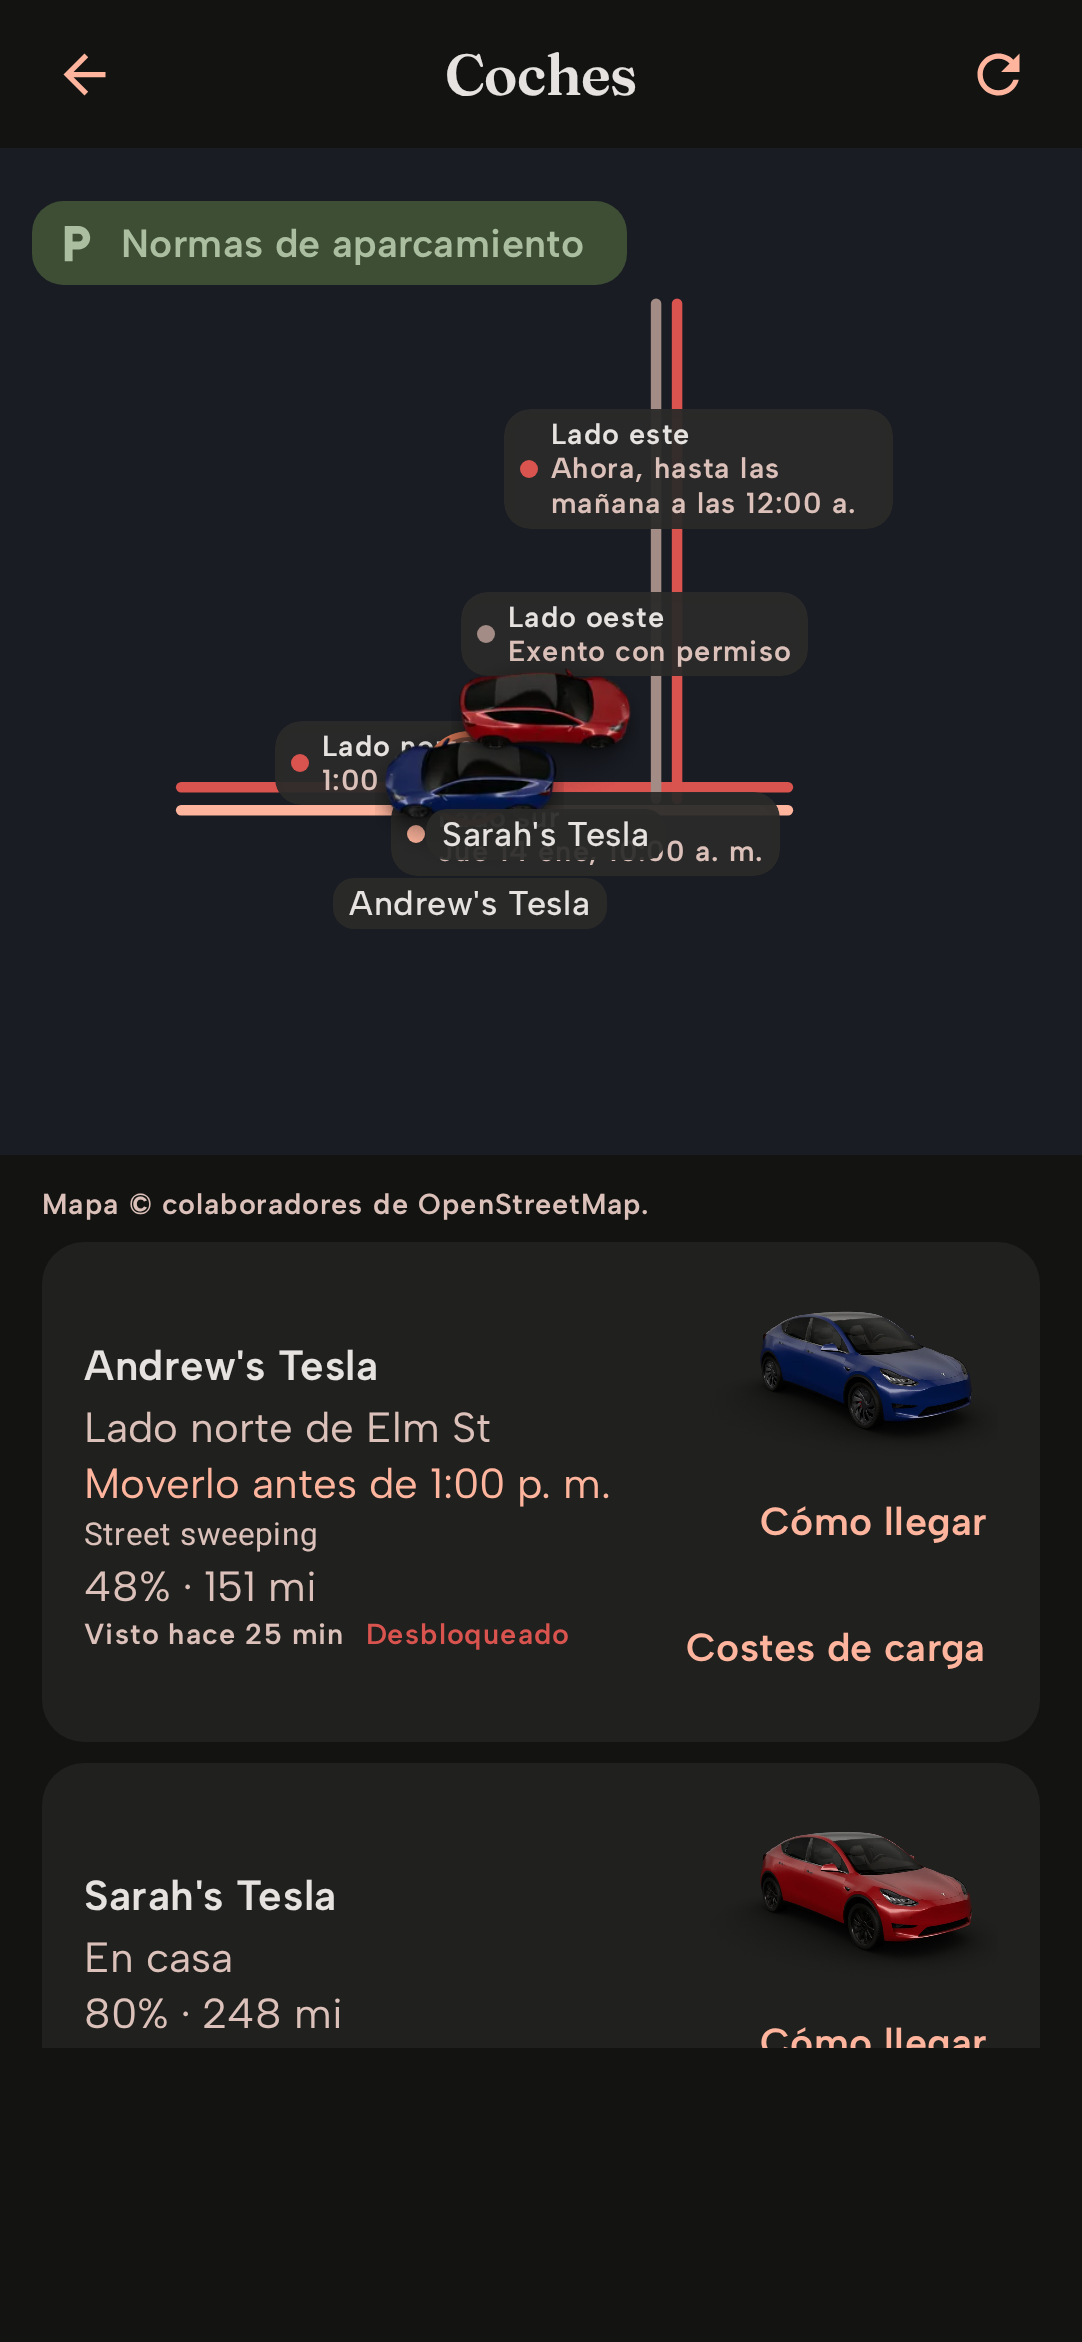 Coches
P Normas de aparcamiento
Lado este
Ahora, hasta las
mañana a las 12:00 a.
Lado oeste
Exento con permiso
Lado
1:00
Sarah's Tesla
a. m.
Andrew's Tesla
Mapa © colaboradores de OpenStreetMap.
Andrew's Tesla
Lado norte de Elm St
Moverlo antes de 1:00 p. m.
Street sweeping
48% · 151 mi
Visto hace 25 min Desbloqueado
Cómo llegar
Costes de carga
Sarah's Tesla
En casa
80% · 248 mi
Cómo llegar